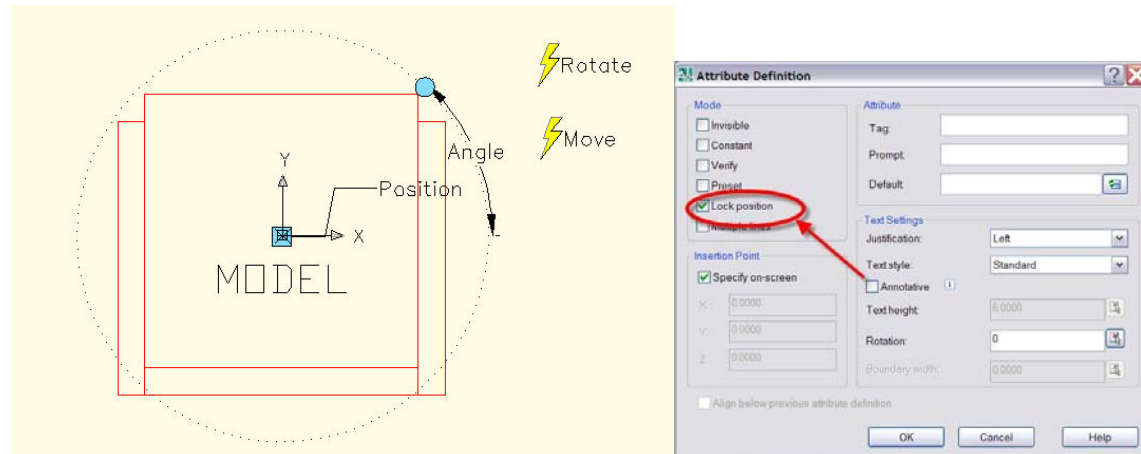 Rotate
Move
Angle
Position
Y
X
MODEL
Attribute Definition
Mode
Invisible
Constant
Verify
Preset
Lock position
Multiple lines
Attribute
Tag:
Prompt:
Default:
Insertion Point
Specify on-screen
X: 0.0000
Y: 0.0000
Z: 0.0000
Text Settings
Justification: Left
Text style: Standard
Annotative
Text height: 6.0000
Rotation: 0
Boundery width: 0.0000
Align below previous attribute definition
OK Cancel Help